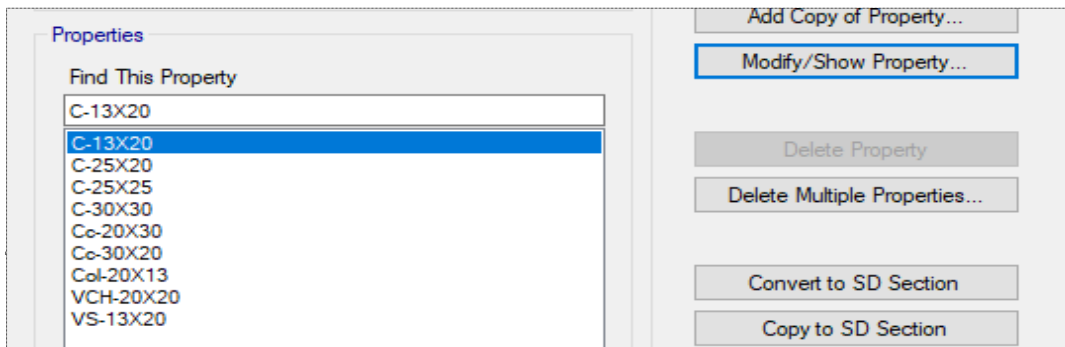 Properties
Find This Property
C-13X20
C-13X20
C-25X20
C-25X25
C-30X30
Cc-20X30
Cc-30X20
Col-20X13
VCH-20X20
VS-13X20
Add Copy of Property...
Modify/Show Property...
Delete Property
Delete Multiple Properties...
Convert to SD Section
Copy to SD Section